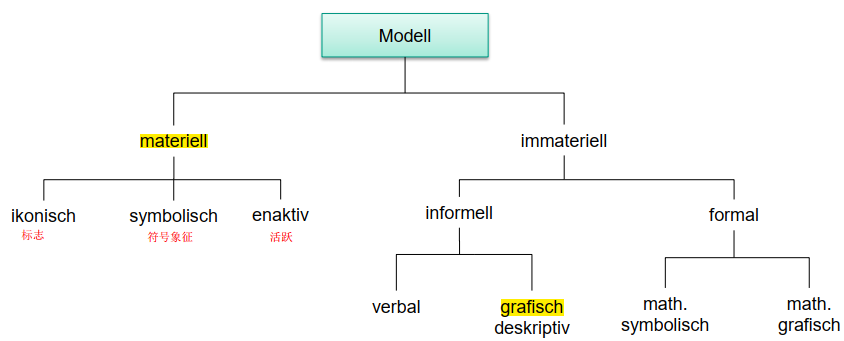 Modell
materiell
immateriell
ikonisch
标志
symbolisch
符号象征
enaktiv
活跃
informell
formal
verbal
grafisch
deskriptiv
math.
symbolisch
math.
grafisch